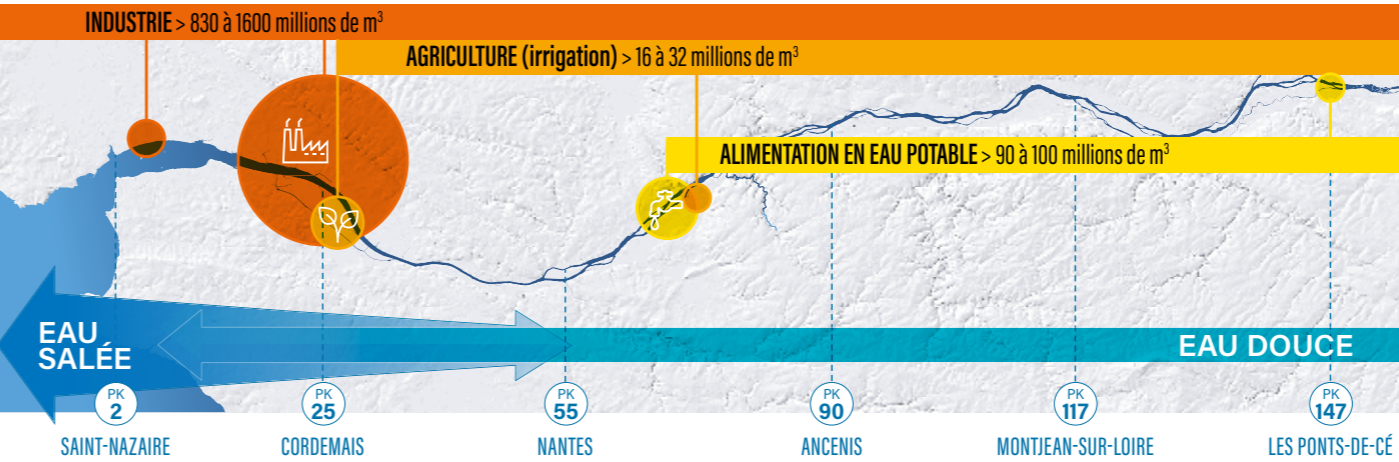 INDUSTRIE > 830 à 1600 millions de m³
AGRICULTURE (irrigation) > 16 à 32 millions de m³
ALIMENTATION EN EAU POTABLE > 90 à 100 millions de m³
EAU
SALÉE
EAU DOUCE
PK
2
PK
25
PK
55
PK
90
PK
117
PK
147
SAINT-NAZAIRE
CORDEMAIS
NANTES
ANCENIS
MONTJEAN-SUR-LOIRE
LES PONTS-DE-CÉ